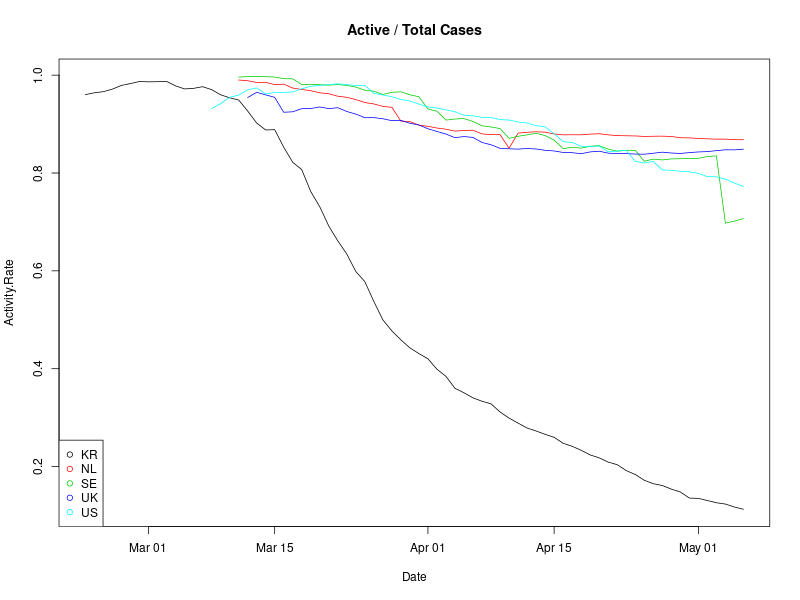 Active / Total Cases
Activity.Rate
1.0
0.8
0.6
0.4
0.2
KR
NL
SE
UK
US
Mar 01 Mar 15 Apr 01 Apr 15 May 01
Date